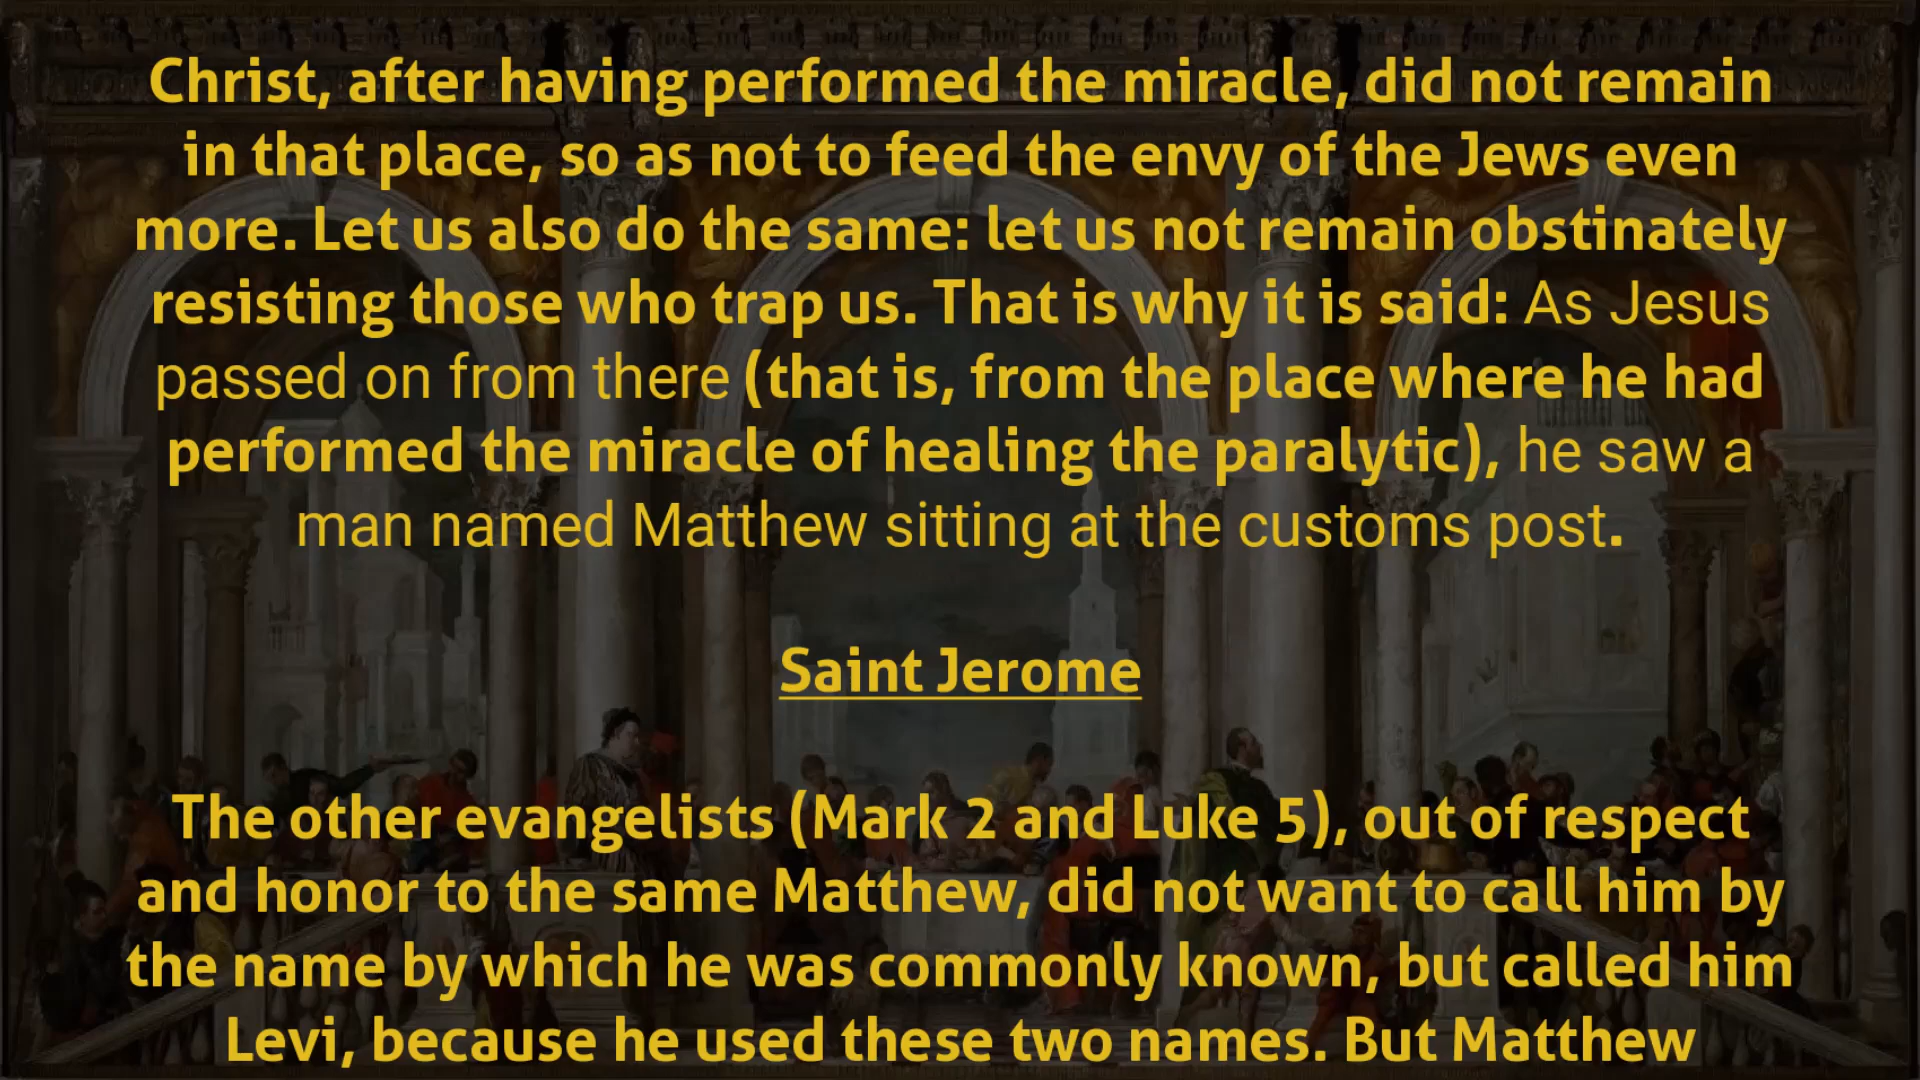 Christ, after having performed the miracle, did not remain
in that place, so as not to feed the envy of the Jews even
more. Let us also do the same: let us not remain obstinately
resisting those who trap us. That is why it is said: As Jesus
passed on from there (that is, from the place where he had
performed the miracle of healing the paralytic), he saw a
man named Matthew sitting at the customs post.
Saint Jerome
The other evangelists (Mark 2 and Luke 5), out of respect
and honor to the same Matthew, did not want to call him by
the name by which he was commonly known, but called him
Levi, because he used these two names. But Matthew